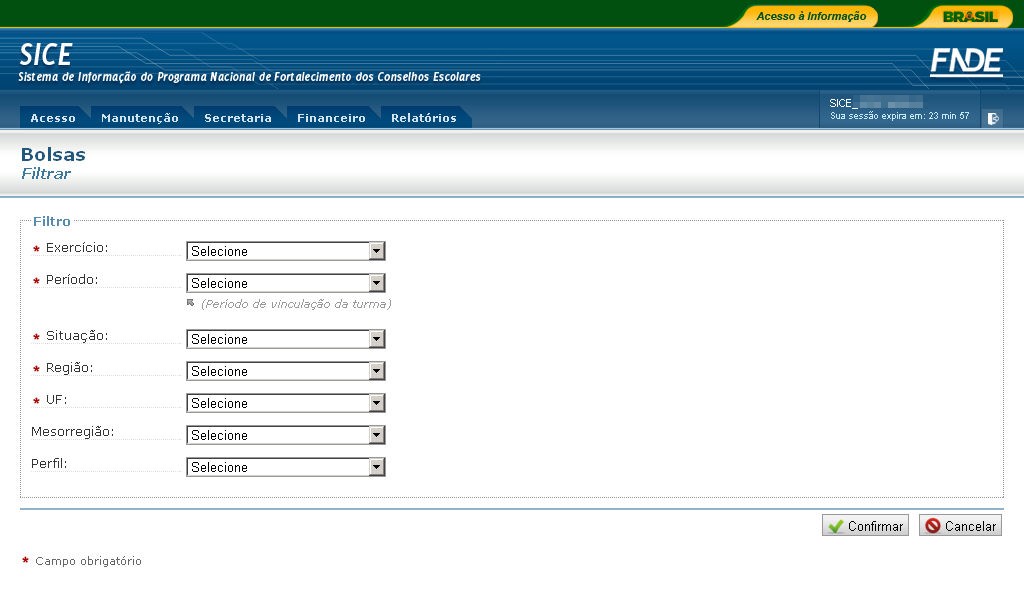 Acesso à Informação
BRASIL
SICE
Sistema de Informação do Programa Nacional de Fortalecimento dos Conselhos Escolares
FNDE
Acesso Manutenção Secretaria Financeiro Relatórios
SICE_
Sua sessão expira em: 23 min 57
Bolsas
Filtrar
Filtro
* Exercício: Selecione
* Período: Selecione
(Período de vinculação da turma)
* Situação: Selecione
* Região: Selecione
* UF: Selecione
Mesorregião: Selecione
Perfil: Selecione
Confirmar Cancelar
* Campo obrigatório